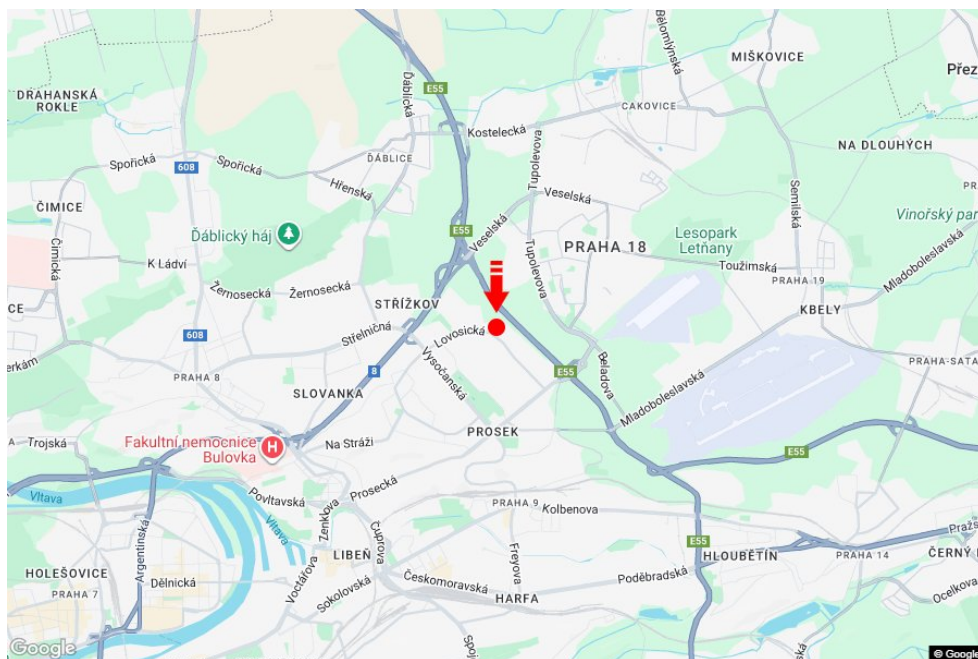 Bělomlýnská
MIŠKOVICE
Přez
DRAHANSKÁ
ROKLE
Ďáblická
E55
ČAKOVICE
Kostelecká
608
NA DLOUHÝCH
Spořická
Spořická
ĎÁBLICE
Tupolevova
Hřenská
Semilská
Veselská
ČIMICE
Vinořský par
Čimická
Ďáblický háj
E55
Veselská
PRAHA 18
Lesopark
Letňany
K Ládví
Tupolevova
Toužimská
PRAHA 19
Mladoboleslavská
Žernosecká
Žernosecká
STŘÍŽKOV
KBELY
ICE
608
Střelničná
Lovosická
PRAHA-SATA
erkám
PRAHA 8
8
Vysočanská
E55
Beladova
SLOVANKA
Mladoboleslavská
Trojská
Na Stráži
PROSEK
Fakultní nemocnice
Bulovka
H
E55
Vltava
Povltavská
Prosecká
PRAHA 9
Kolbenova
Vltava
Zenklova
Čuprova
Argentinská
Voctářova
LIBEŇ
Freyova
E55
HLOUBĚTÍN
PRAHA 14
Pražs
ČERNÝ
HOLEŠOVICE
PRAHA 7
Dělnická
Sokolovská
Českomoravská
HARFA
Poděbradská
Ocelkova
Spoj
Google
© Google